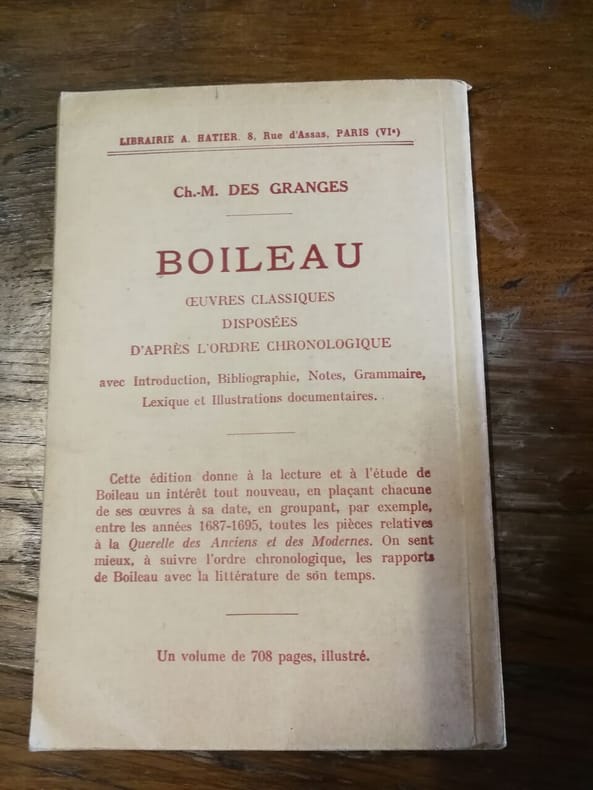 LIBRAIRIE A. HATIER. 8, Rue d'Assas, PARIS (VIe)
Ch.-M. DES GRANGES
BOILEAU
ŒUVRES CLASSIQUES
DISPOSÉES
D'APRÈS L'ORDRE CHRONOLOGIQUE
avec Introduction, Bibliographie, Notes, Grammaire,
Lexique et Illustrations documentaires.
Cette édition donne à la lecture et à l'étude de
Boileau un intérêt tout nouveau, en plaçant chacune
de ses œuvres à sa date, en groupant, par exemple,
entre les années 1687-1695, toutes les pièces relatives
à la Querelle des Anciens et des Modernes. On sent
mieux, à suivre l'ordre chronologique, les rapports
de Boileau avec la littérature de son temps.
Un volume de 708 pages, illustré.